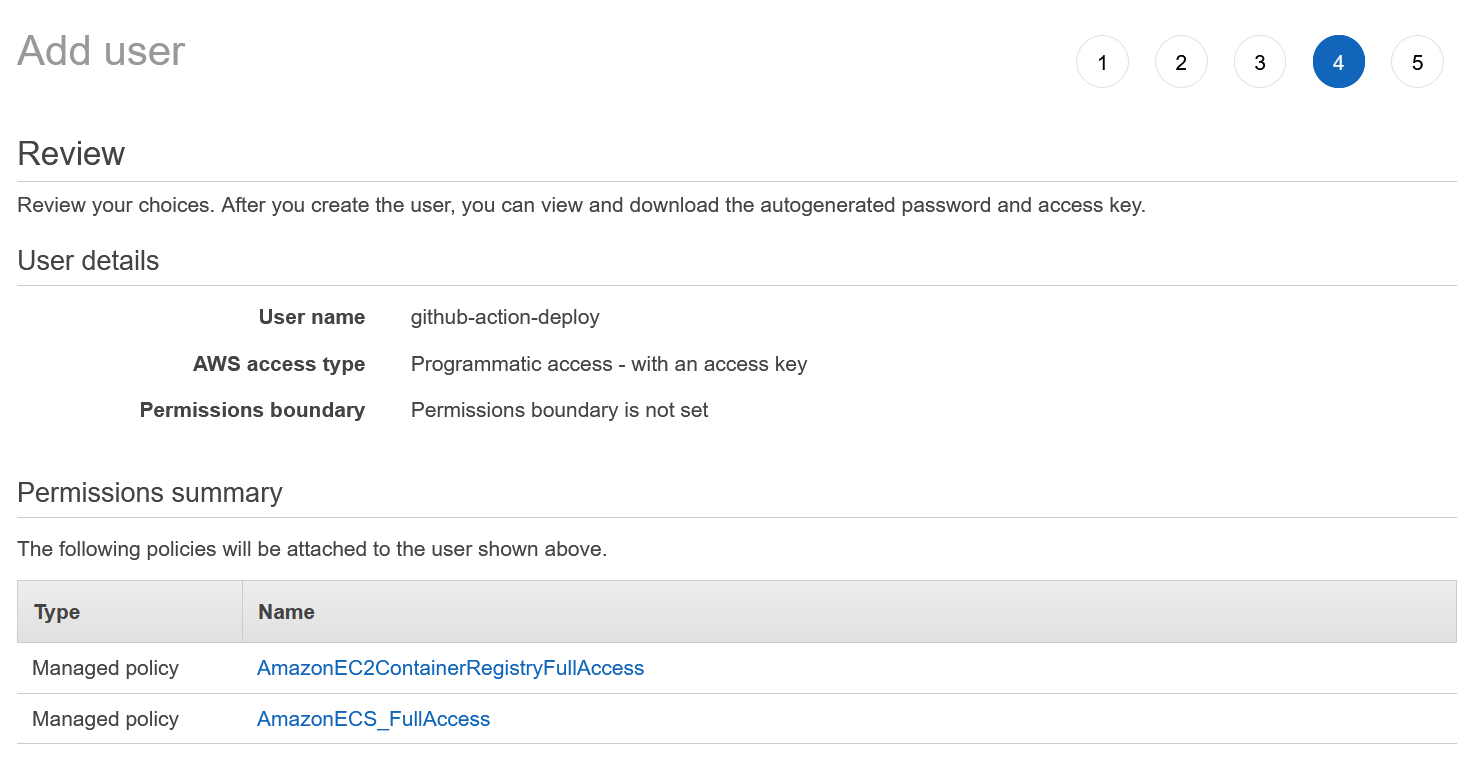 Add user
1 2 3 4 5
Review
Review your choices. After you create the user, you can view and download the autogenerated password and access key.
User details
User name github-action-deploy
AWS access type Programmatic access - with an access key
Permissions boundary Permissions boundary is not set
Permissions summary
The following policies will be attached to the user shown above.
Type Name
Managed policy AmazonEC2ContainerRegistryFullAccess
Managed policy AmazonECS_FullAccess